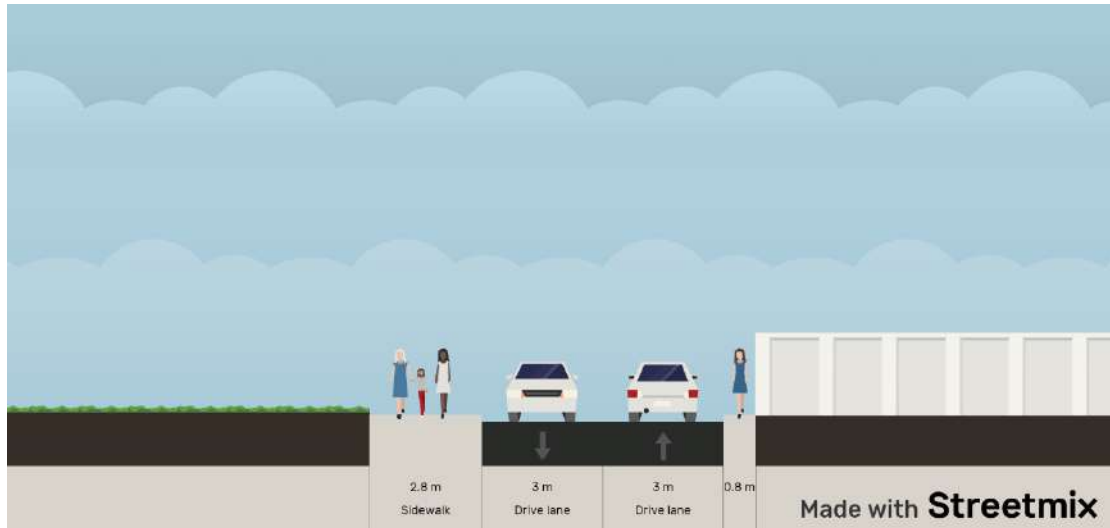 2.8 m
Sidewalk
3 m
Drive lane
3 m
Drive lane
0.8 m
Made with Streetmix